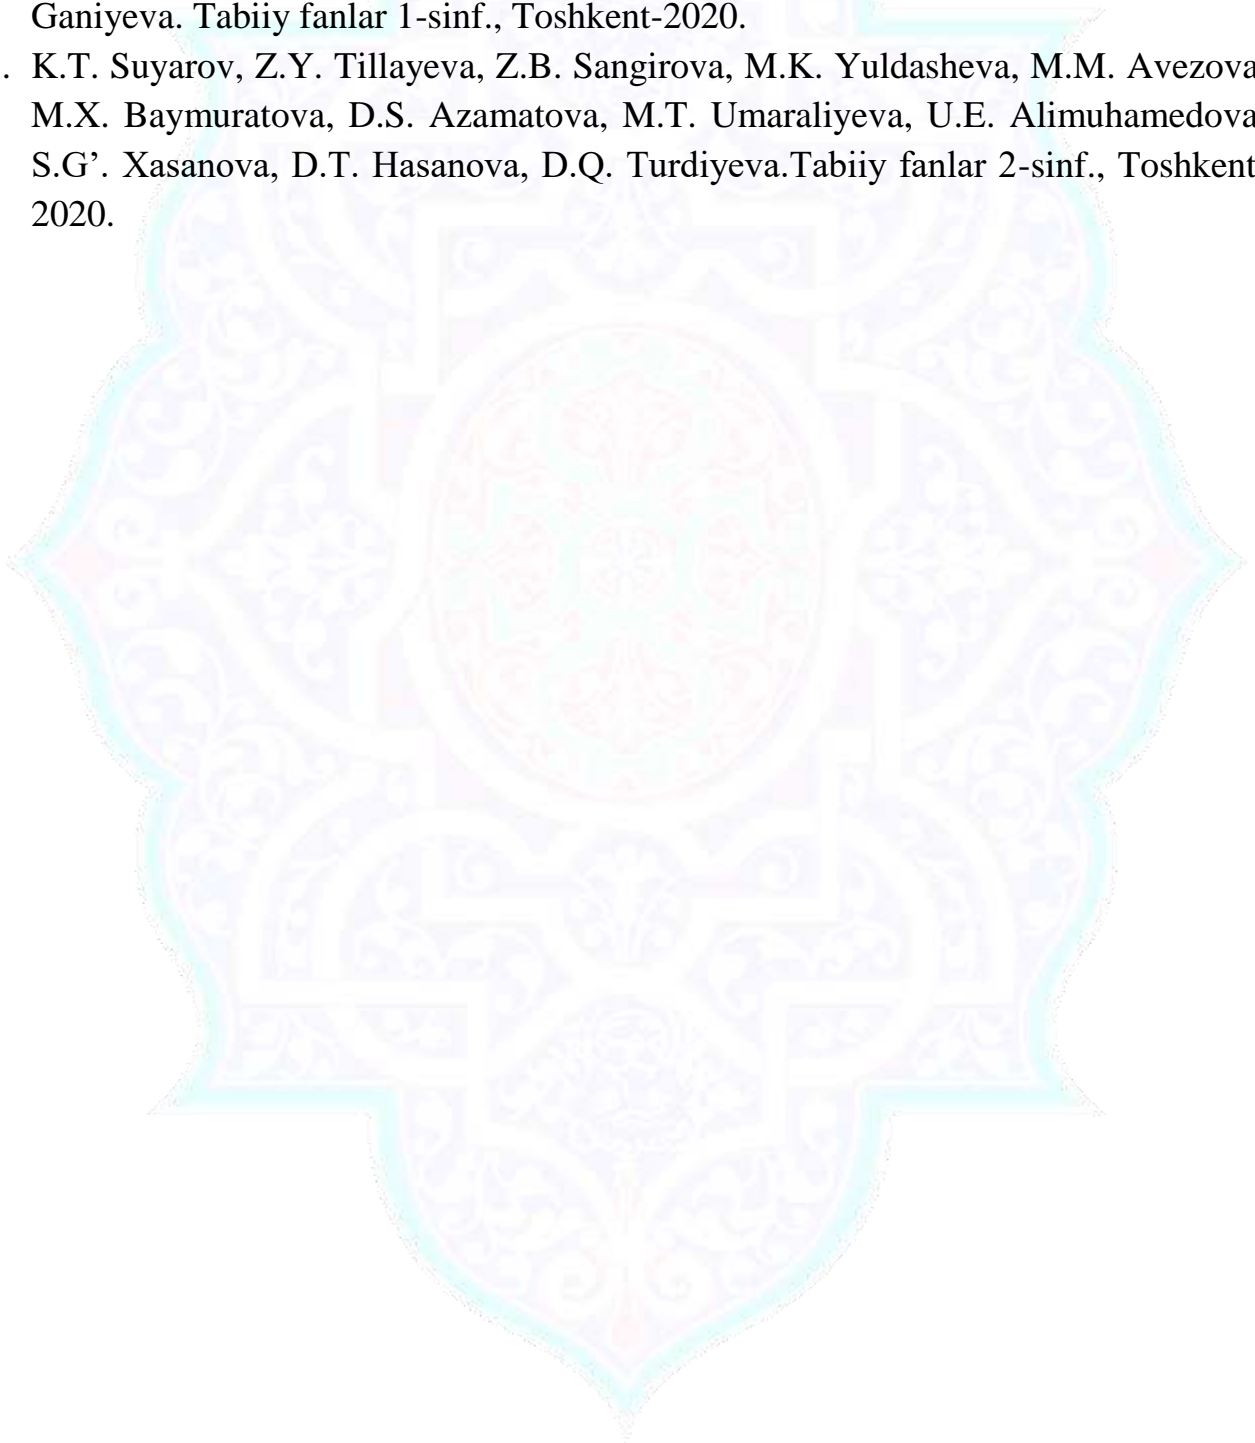 Ganiyeva. Tabiiy fanlar 1-sinf., Toshkent-2020.
. K.T. Suyarov, Z.Y. Tillayeva, Z.B. Sangirova, M.K. Yuldasheva, M.M. Avezova
M.X. Baymuratova, D.S. Azamatova, M.T. Umaraliyeva, U.E. Alimuhamedova
S.G’. Xasanova, D.T. Hasanova, D.Q. Turdiyeva.Tabiiy fanlar 2-sinf., Toshkent
2020.